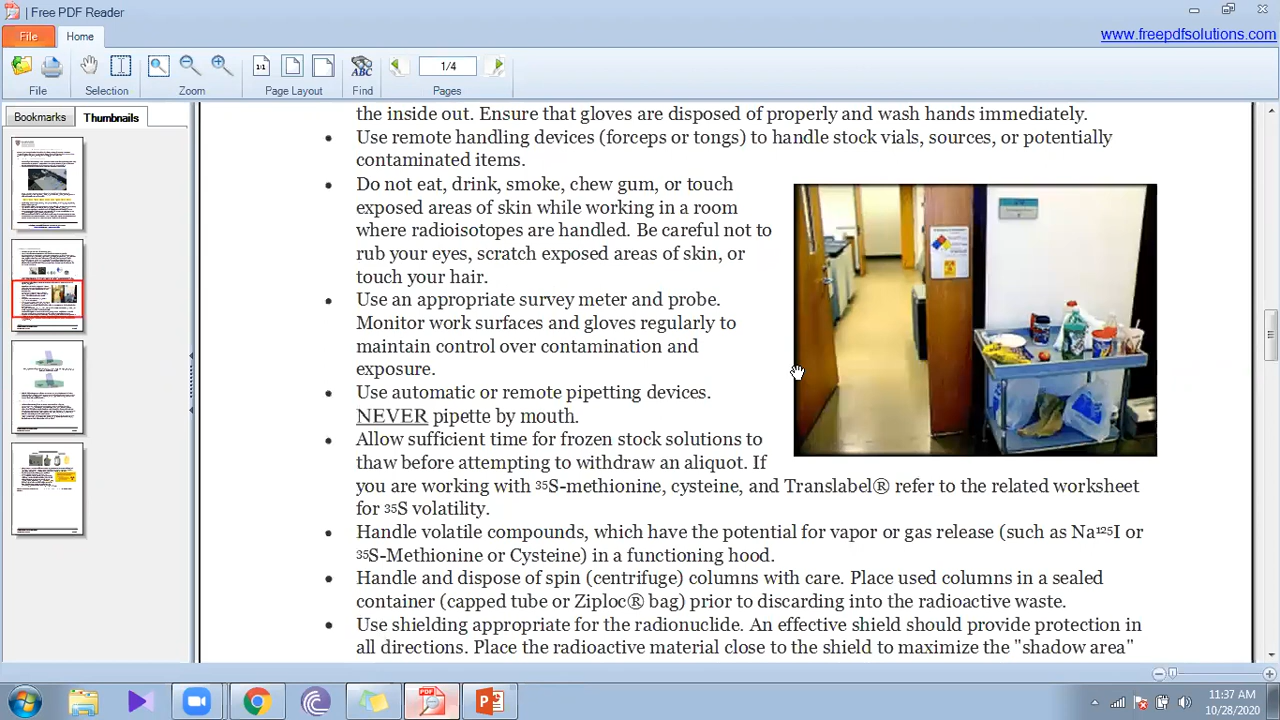 | Free PDF Reader
File
Home
www.freepdfsolutions.com
1:1
ABC
1/4
File
Selection
Zoom
Page Layout
Find
Pages
Bookmarks
Thumbnails
the inside out. Ensure that gloves are disposed of properly and wash hands immediately.
• Use remote handling devices (forceps or tongs) to handle stock vials, sources, or potentially
contaminated items.
• Do not eat, drink, smoke, chew gum, or touch
exposed areas of skin while working in a room
where radioisotopes are handled. Be careful not to
rub your eyes, scratch exposed areas of skin, or
touch your hair.
• Use an appropriate survey meter and probe.
Monitor work surfaces and gloves regularly to
maintain control over contamination and
exposure.
• Use automatic or remote pipetting devices.
NEVER pipette by mouth.
• Allow sufficient time for frozen stock solutions to
thaw before attempting to withdraw an aliquot. If
you are working with ³⁵S-methionine, cysteine, and Translabel® refer to the related worksheet
for ³⁵S volatility.
• Handle volatile compounds, which have the potential for vapor or gas release (such as Na¹²⁵I or
³⁵S-Methionine or Cysteine) in a functioning hood.
• Handle and dispose of spin (centrifuge) columns with care. Place used columns in a sealed
container (capped tube or Ziploc® bag) prior to discarding into the radioactive waste.
• Use shielding appropriate for the radionuclide. An effective shield should provide protection in
all directions. Place the radioactive material close to the shield to maximize the "shadow area"
PDF
11:37 AM
10/28/2020